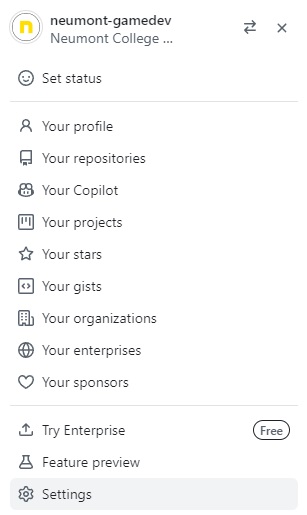 neumont-gamedev
Neumont College ...
Set status
Your profile
Your repositories
Your Copilot
Your projects
Your stars
Your gists
Your organizations
Your enterprises
Your sponsors
Try Enterprise Free
Feature preview
Settings